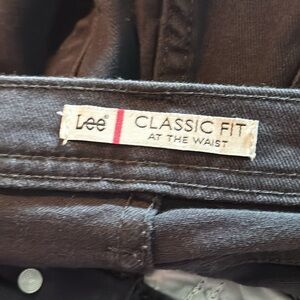 Lee®
CLASSIC FIT
AT THE WAIST